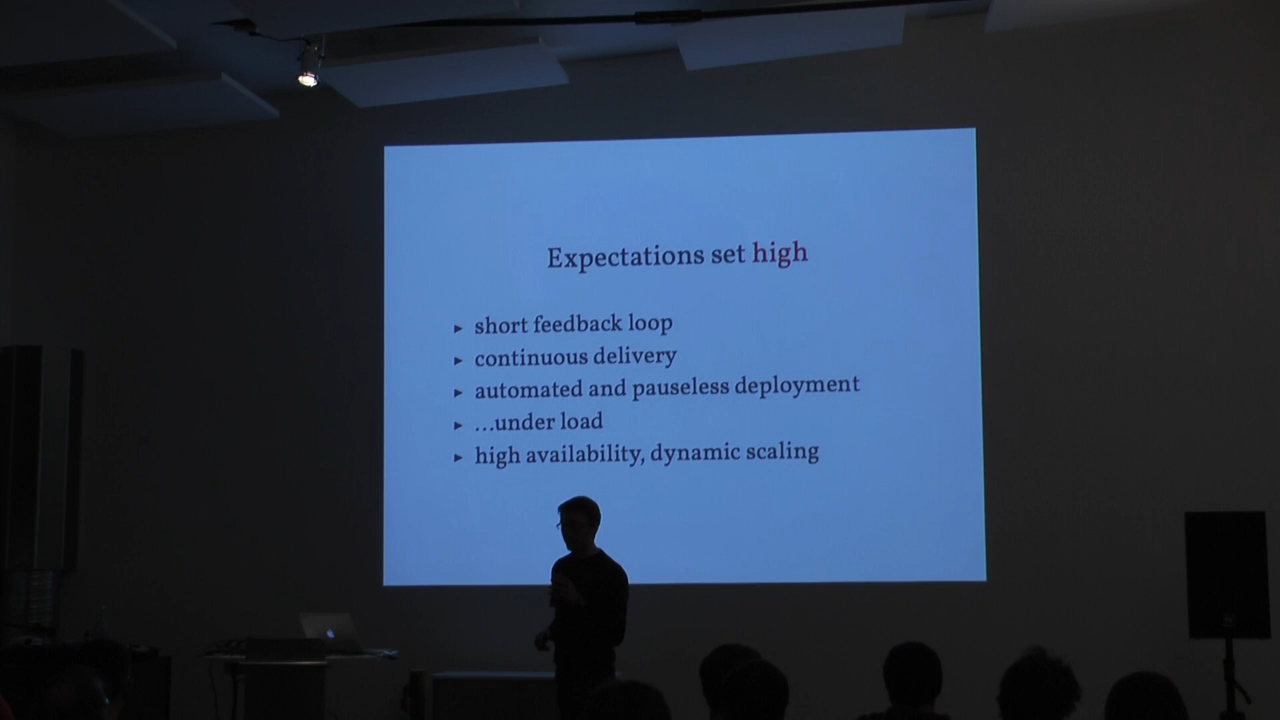 Expectations set high
▸ short feedback loop
▸ continuous delivery
▸ automated and pauseless deployment
▸ ...under load
▸ high availability, dynamic scaling